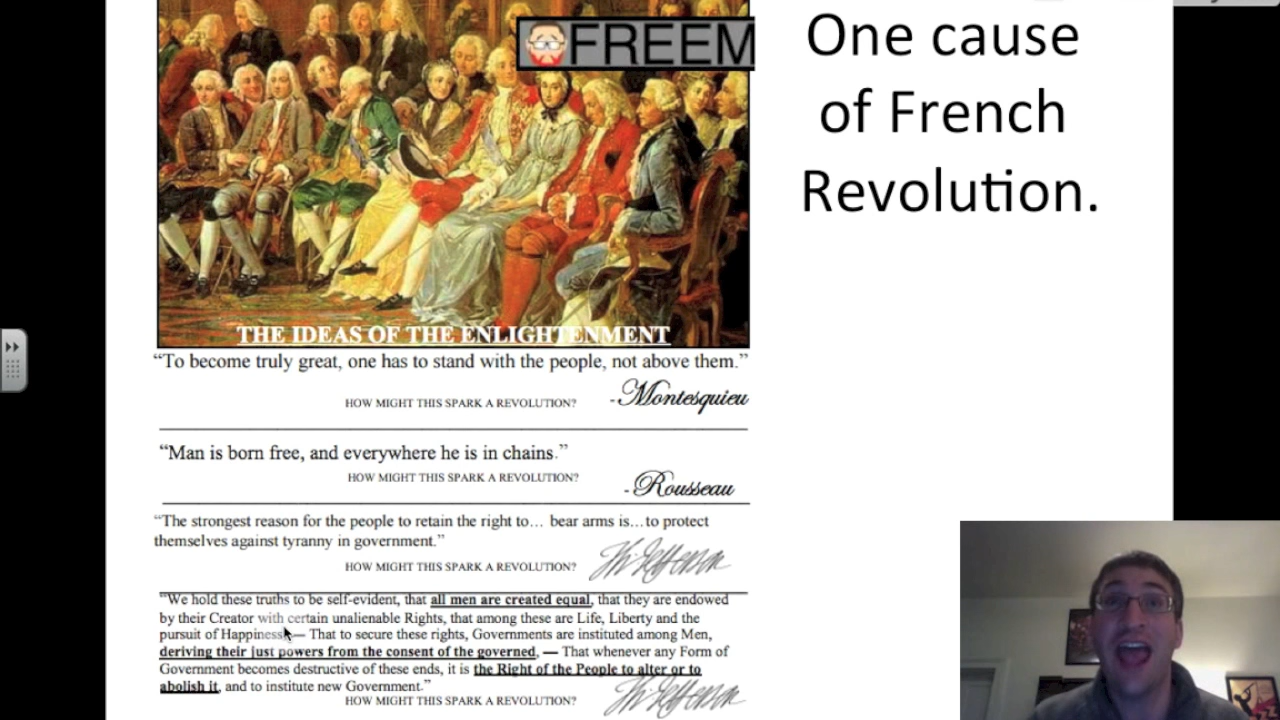 FREEM
One cause
of French
Revolution.
THE IDEAS OF THE ENLIGHTENMENT
“To become truly great, one has to stand with the people, not above them.”
HOW MIGHT THIS SPARK A REVOLUTION? -Montesquieu
“Man is born free, and everywhere he is in chains.”
HOW MIGHT THIS SPARK A REVOLUTION?
-Rousseau
“The strongest reason for the people to retain the right to... bear arms is...to protect
themselves against tyranny in government.”
HOW MIGHT THIS SPARK A REVOLUTION? Th. Jefferson
“We hold these truths to be self-evident, that all men are created equal, that they are endowed
by their Creator with certain unalienable Rights, that among these are Life, Liberty and the
pursuit of Happiness — That to secure these rights, Governments are instituted among Men,
deriving their just powers from the consent of the governed, — That whenever any Form of
Government becomes destructive of these ends, it is the Right of the People to alter or to
abolish it, and to institute new Government.”
HOW MIGHT THIS SPARK A REVOLUTION? Th. Jefferson